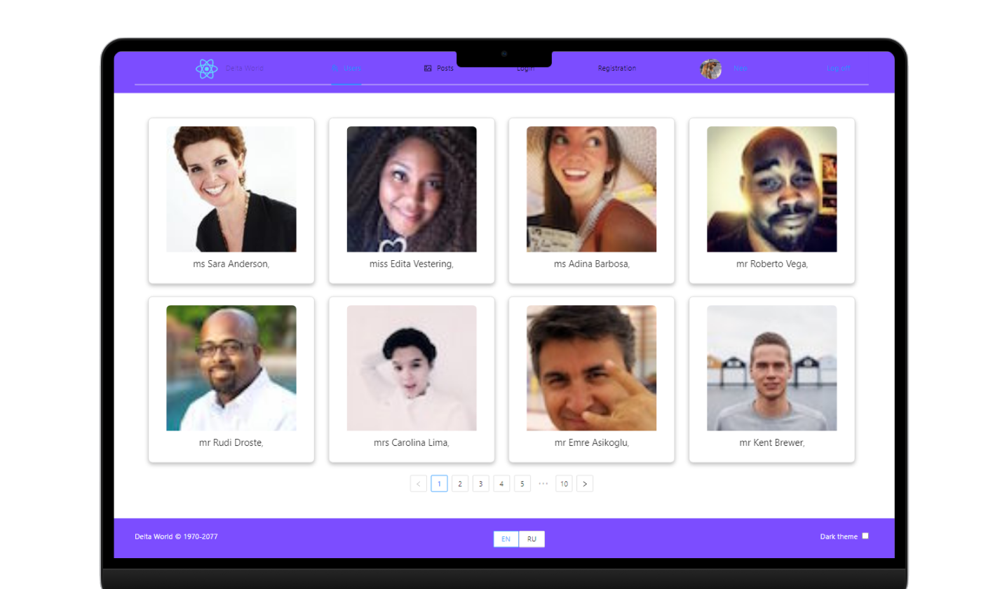 Delta World
Users
Posts
Login
Registration
Neo
Log off
ms Sara Anderson,
miss Edita Vestering,
ms Adina Barbosa,
mr Roberto Vega,
mr Rudi Droste,
mrs Carolina Lima,
mr Emre Asikoglu,
mr Kent Brewer,
< 1 2 3 4 5 ••• 10 >
Delta World © 1970-2077
EN RU
Dark theme